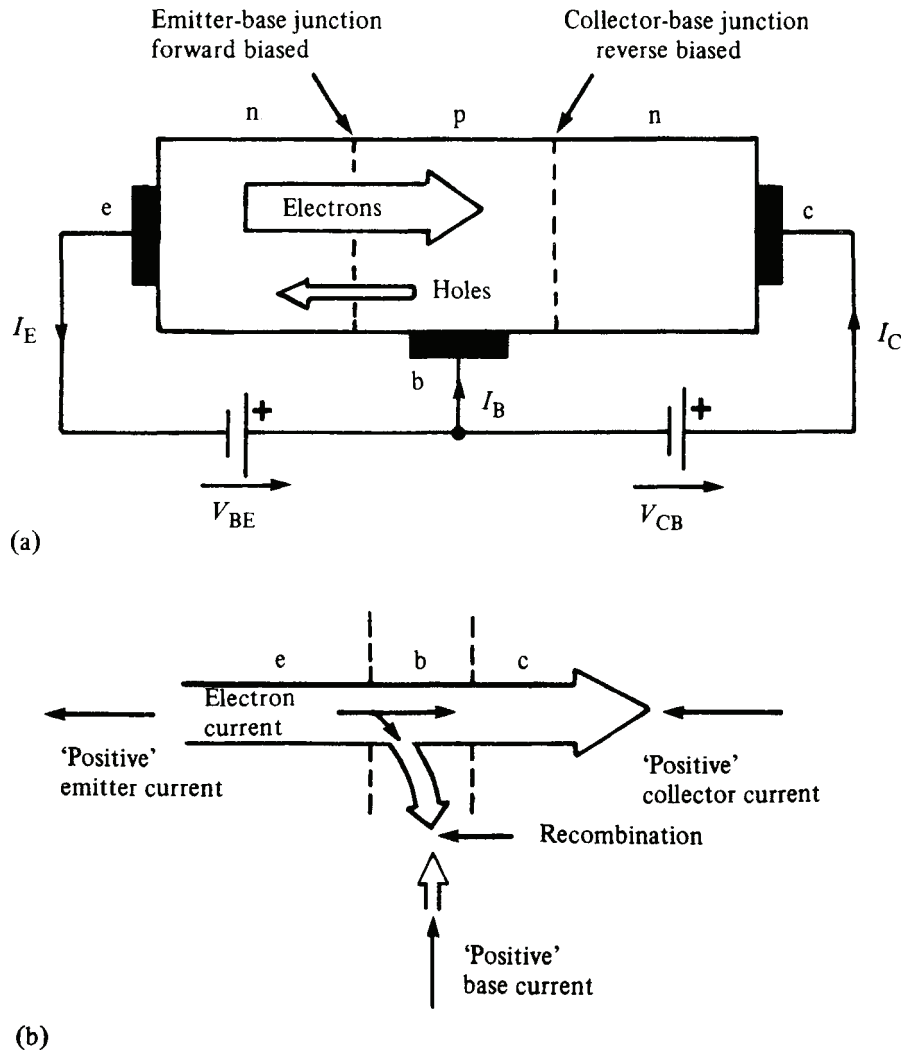 Emitter-base junction
forward biased
Collector-base junction
reverse biased
n
p
n
e
Electrons
c
Holes
I_E
b
I_B
I_C
+
+
V_BE
V_CB
(a)
e
b
c
Electron
current
'Positive'
emitter current
'Positive'
collector current
Recombination
'Positive'
base current
(b)